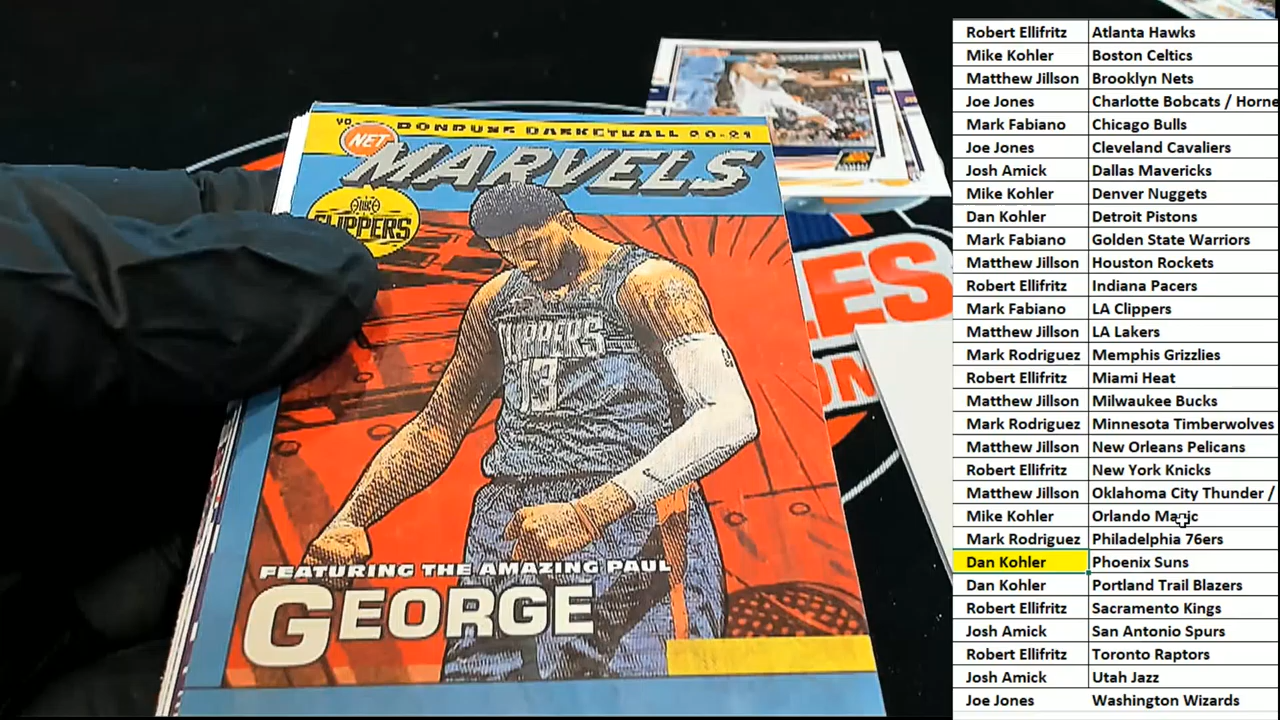 VO.
DONRUSS BASKETBALL 20-21
NET
MARVELS
CLIPPERS
CLIPPERS
13
FEATURING THE AMAZING PAUL
GEORGE
Robert Ellifritz Atlanta Hawks
Mike Kohler Boston Celtics
Matthew Jillson Brooklyn Nets
Joe Jones Charlotte Bobcats / Horne
Mark Fabiano Chicago Bulls
Joe Jones Cleveland Cavaliers
Josh Amick Dallas Mavericks
Mike Kohler Denver Nuggets
Dan Kohler Detroit Pistons
Mark Fabiano Golden State Warriors
Matthew Jillson Houston Rockets
Robert Ellifritz Indiana Pacers
Mark Fabiano LA Clippers
Matthew Jillson LA Lakers
Mark Rodriguez Memphis Grizzlies
Robert Ellifritz Miami Heat
Matthew Jillson Milwaukee Bucks
Mark Rodriguez Minnesota Timberwolves
Matthew Jillson New Orleans Pelicans
Robert Ellifritz New York Knicks
Matthew Jillson Oklahoma City Thunder /
Mike Kohler Orlando Magic
Mark Rodriguez Philadelphia 76ers
Dan Kohler Phoenix Suns
Dan Kohler Portland Trail Blazers
Robert Ellifritz Sacramento Kings
Josh Amick San Antonio Spurs
Robert Ellifritz Toronto Raptors
Josh Amick Utah Jazz
Joe Jones Washington Wizards